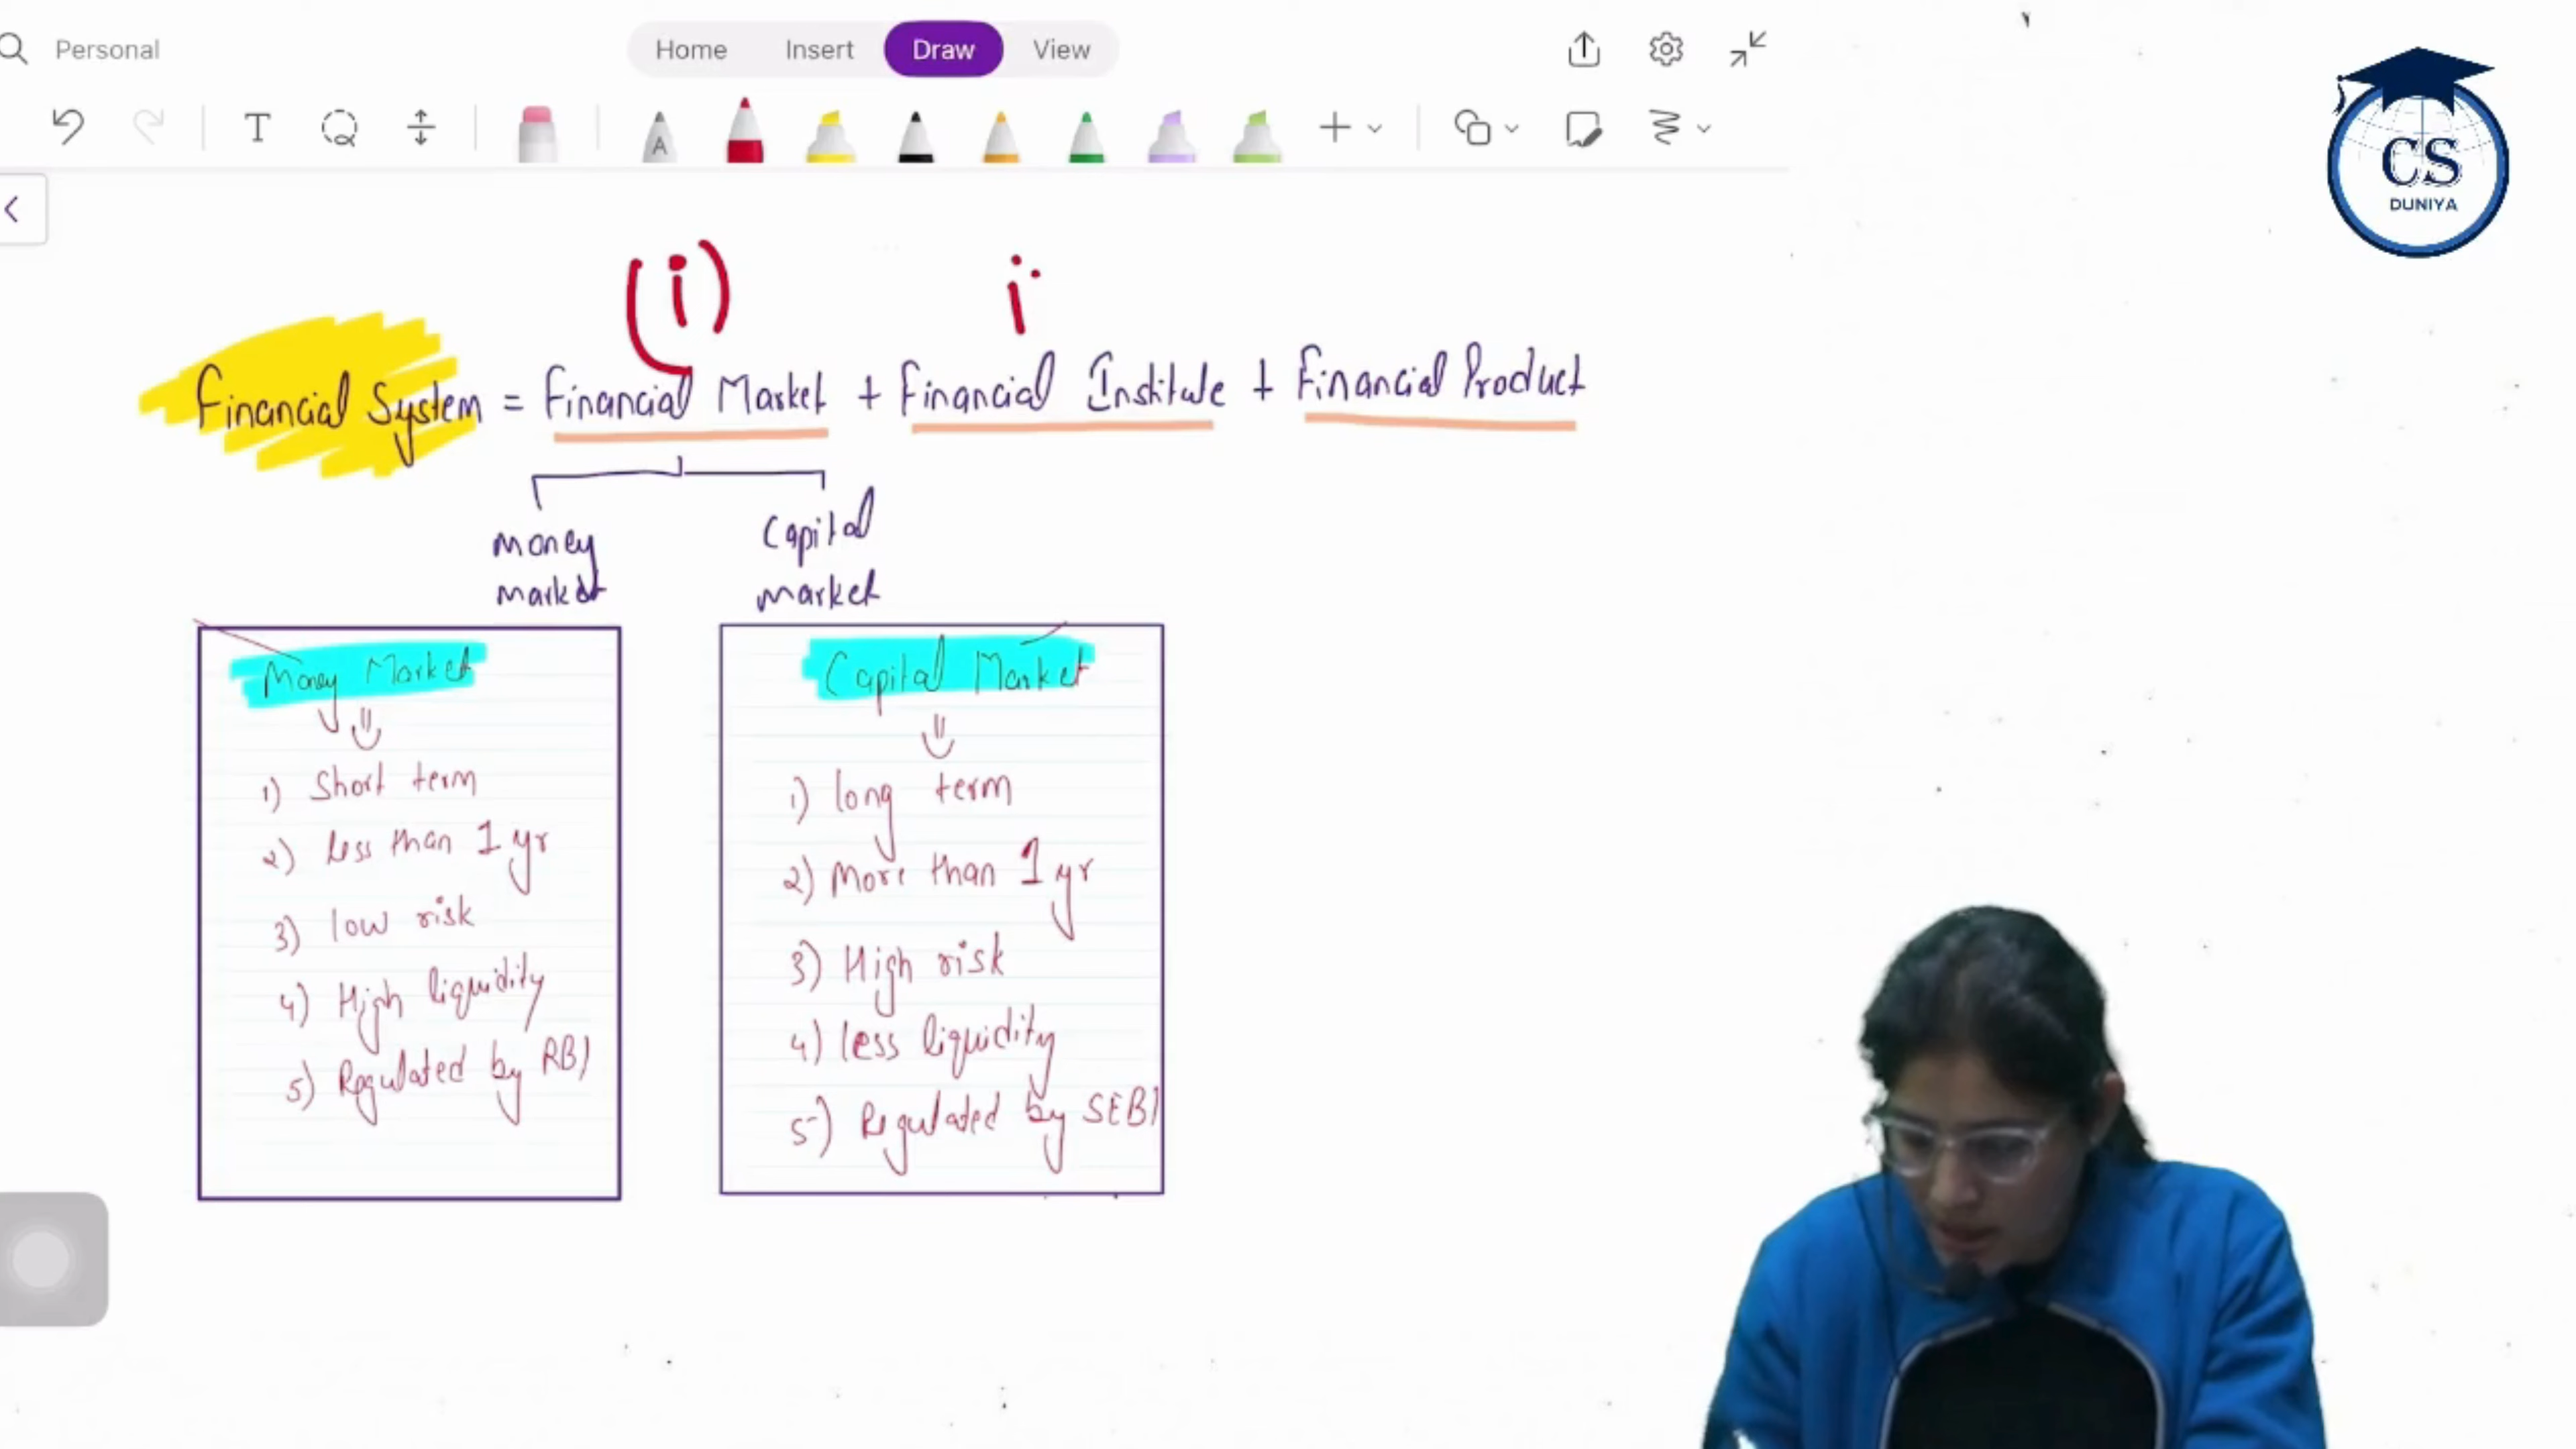 Personal
Home Insert Draw View
T
A
CS
DUNIYA
(i) i
Financial System = Financial Market + Financial Institute + Financial Product
Money market
Capital market
Money Market
1) Short term
2) Less than 1 yr
3) low risk
4) High liquidity
5) Regulated by RBI
Capital Market
1) long term
2) More than 1 yr
3) High risk
4) less liquidity
5) Regulated by SEBI